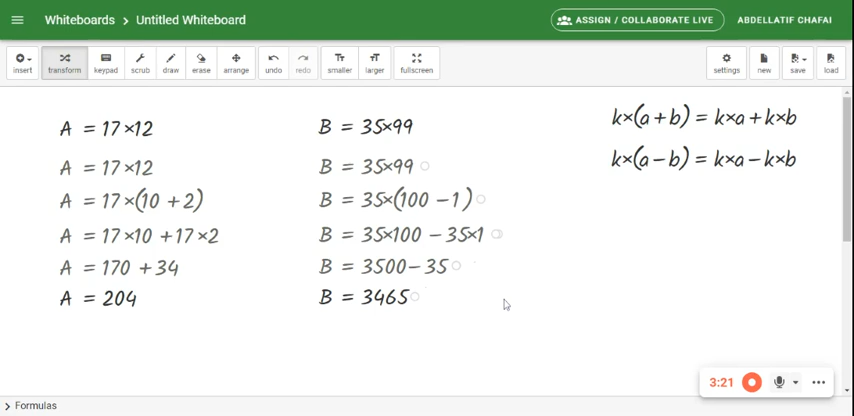 Whiteboards > Untitled Whiteboard
ASSIGN / COLLABORATE LIVE
ABDELLATIF CHAFAI
insert transform keypad scrub draw erase arrange undo redo smaller larger fullscreen settings new save load
A = 17×12
A = 17×12
A = 17×(10 + 2)
A = 17×10 + 17×2
A = 170 + 34
A = 204
B = 35×99
B = 35×99
B = 35×(100 − 1)
B = 35×100 − 35×1
B = 3500 − 35
B = 3465
k×(a + b) = k×a + k×b
k×(a − b) = k×a − k×b
3:21
Formulas